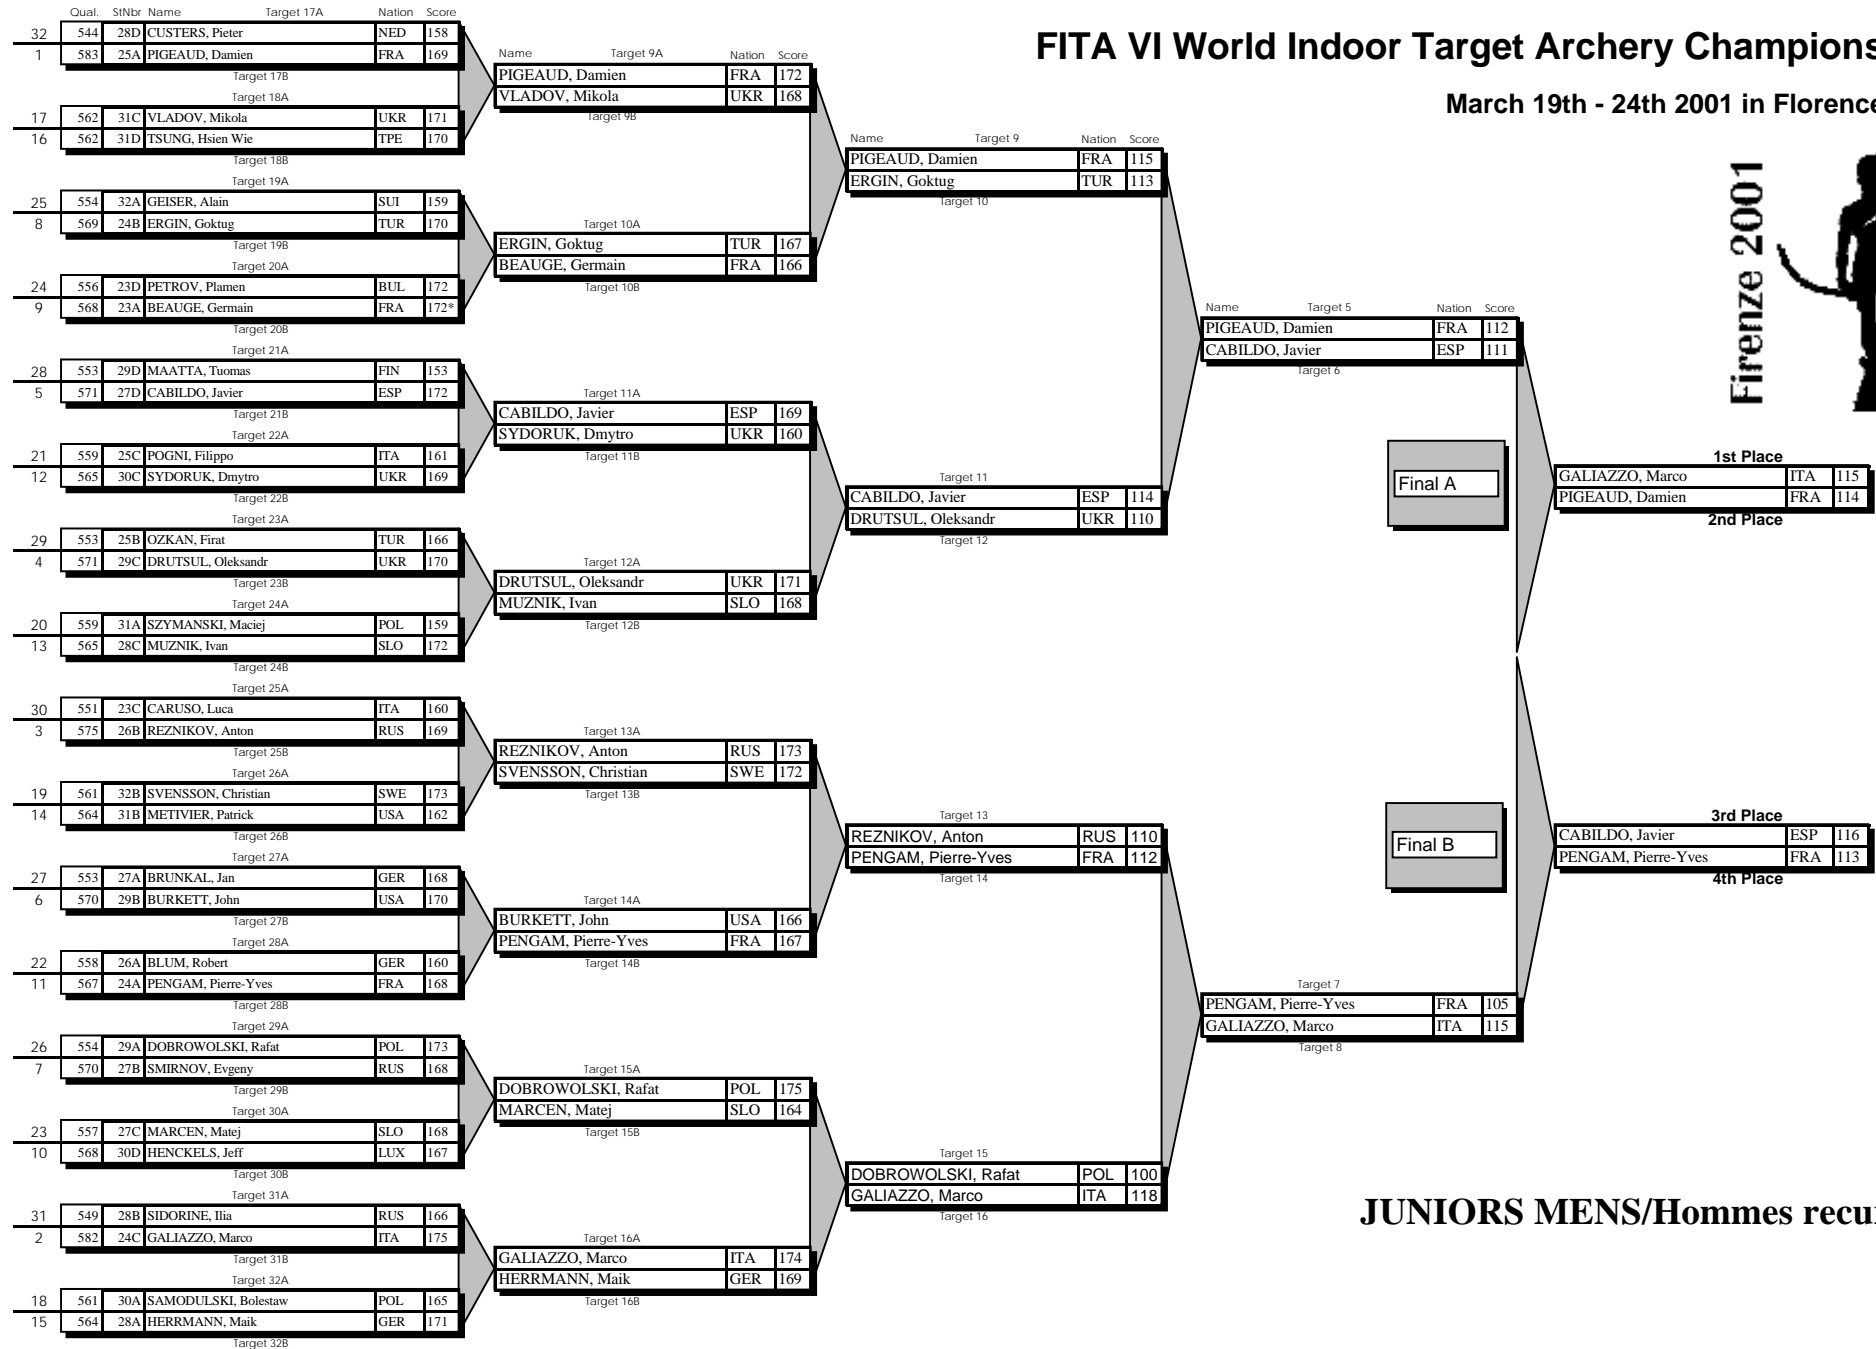 FITA VI World Indoor Target Archery Champions
March 19th - 24th 2001 in Florence
Firenze 2001
Qual. StNbr Name Target 17A Nation Score
32 544 28D CUSTERS, Pieter NED 158
1 583 25A PIGEAUD, Damien FRA 169
Target 17B
Target 18A
17 562 31C VLADOV, Mikola UKR 171
16 562 31D TSUNG, Hsien Wie TPE 170
Target 18B
Target 19A
25 554 32A GEISER, Alain SUI 159
8 569 24B ERGIN, Goktug TUR 170
Target 19B
Target 20A
24 556 23D PETROV, Plamen BUL 172
9 568 23A BEAUGE, Germain FRA 172*
Target 20B
Target 21A
28 553 29D MAATTA, Tuomas FIN 153
5 571 27D CABILDO, Javier ESP 172
Target 21B
Target 22A
21 559 25C POGNI, Filippo ITA 161
12 565 30C SYDORUK, Dmytro UKR 169
Target 22B
Target 23A
29 553 25B OZKAN, Firat TUR 166
4 571 29C DRUTSUL, Oleksandr UKR 170
Target 23B
Target 24A
20 559 31A SZYMANSKI, Maciej POL 159
13 565 28C MUZNIK, Ivan SLO 172
Target 24B
Target 25A
30 551 23C CARUSO, Luca ITA 160
3 575 26B REZNIKOV, Anton RUS 169
Target 25B
Target 26A
19 561 32B SVENSSON, Christian SWE 173
14 564 31B METIVIER, Patrick USA 162
Target 26B
Target 27A
27 553 27A BRUNKAL, Jan GER 168
6 570 29B BURKETT, John USA 170
Target 27B
Target 28A
22 558 26A BLUM, Robert GER 160
11 567 24A PENGAM, Pierre-Yves FRA 168
Target 28B
Target 29A
26 554 29A DOBROWOLSKI, Rafat POL 173
7 570 27B SMIRNOV, Evgeny RUS 168
Target 29B
Target 30A
23 557 27C MARCEN, Matej SLO 168
10 568 30D HENCKELS, Jeff LUX 167
Target 30B
Target 31A
31 549 28B SIDORINE, Ilia RUS 166
2 582 24C GALIAZZO, Marco ITA 175
Target 31B
Target 32A
18 561 30A SAMODULSKI, Bolestaw POL 165
15 564 28A HERRMANN, Maik GER 171
Target 32B
Name Target 9A Nation Score
PIGEAUD, Damien FRA 172
VLADOV, Mikola UKR 168
Target 9B
Target 10A
ERGIN, Goktug TUR 167
BEAUGE, Germain FRA 166
Target 10B
Target 11A
CABILDO, Javier ESP 169
SYDORUK, Dmytro UKR 160
Target 11B
Target 12A
DRUTSUL, Oleksandr UKR 171
MUZNIK, Ivan SLO 168
Target 12B
Target 13A
REZNIKOV, Anton RUS 173
SVENSSON, Christian SWE 172
Target 13B
Target 14A
BURKETT, John USA 166
PENGAM, Pierre-Yves FRA 167
Target 14B
Target 15A
DOBROWOLSKI, Rafat POL 175
MARCEN, Matej SLO 164
Target 15B
Target 16A
GALIAZZO, Marco ITA 174
HERRMANN, Maik GER 169
Target 16B
Name Target 9 Nation Score
PIGEAUD, Damien FRA 115
ERGIN, Goktug TUR 113
Target 10
Target 11
CABILDO, Javier ESP 114
DRUTSUL, Oleksandr UKR 110
Target 12
Target 13
REZNIKOV, Anton RUS 110
PENGAM, Pierre-Yves FRA 112
Target 14
Target 15
DOBROWOLSKI, Rafat POL 100
GALIAZZO, Marco ITA 118
Target 16
Name Target 5 Nation Score
PIGEAUD, Damien FRA 112
CABILDO, Javier ESP 111
Target 6
Target 7
PENGAM, Pierre-Yves FRA 105
GALIAZZO, Marco ITA 115
Target 8
Final A
1st Place
GALIAZZO, Marco ITA 115
PIGEAUD, Damien FRA 114
2nd Place
Final B
3rd Place
CABILDO, Javier ESP 116
PENGAM, Pierre-Yves FRA 113
4th Place
JUNIORS MENS/Hommes recu